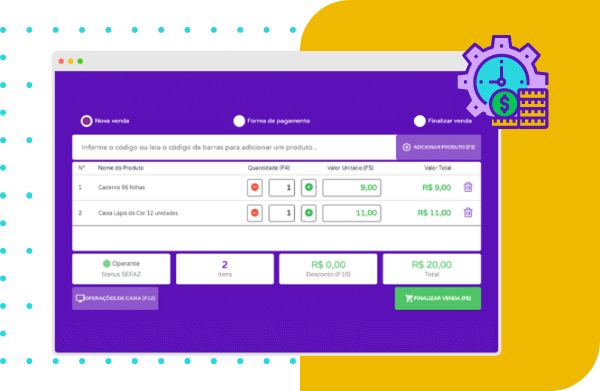 Nova venda Forma de pagamento Finalizar venda
Informe o código ou leia o código de barras para adicionar um produto... ADICIONAR PRODUTO (F2)
Nº Nome do Produto Quantidade (F4) Valor Unitário (F5) Valor Total
1 Caderno 96 folhas 1 9,00 R$ 9,00
2 Caixa Lápis de Cor 12 unidades 1 11,00 R$ 11,00
Operante 2 R$ 0,00 R$ 20,00
Status SEFAZ Itens Desconto (F10) Total
OPERAÇÕES DE CAIXA (F12) FINALIZAR VENDA (F8)
$